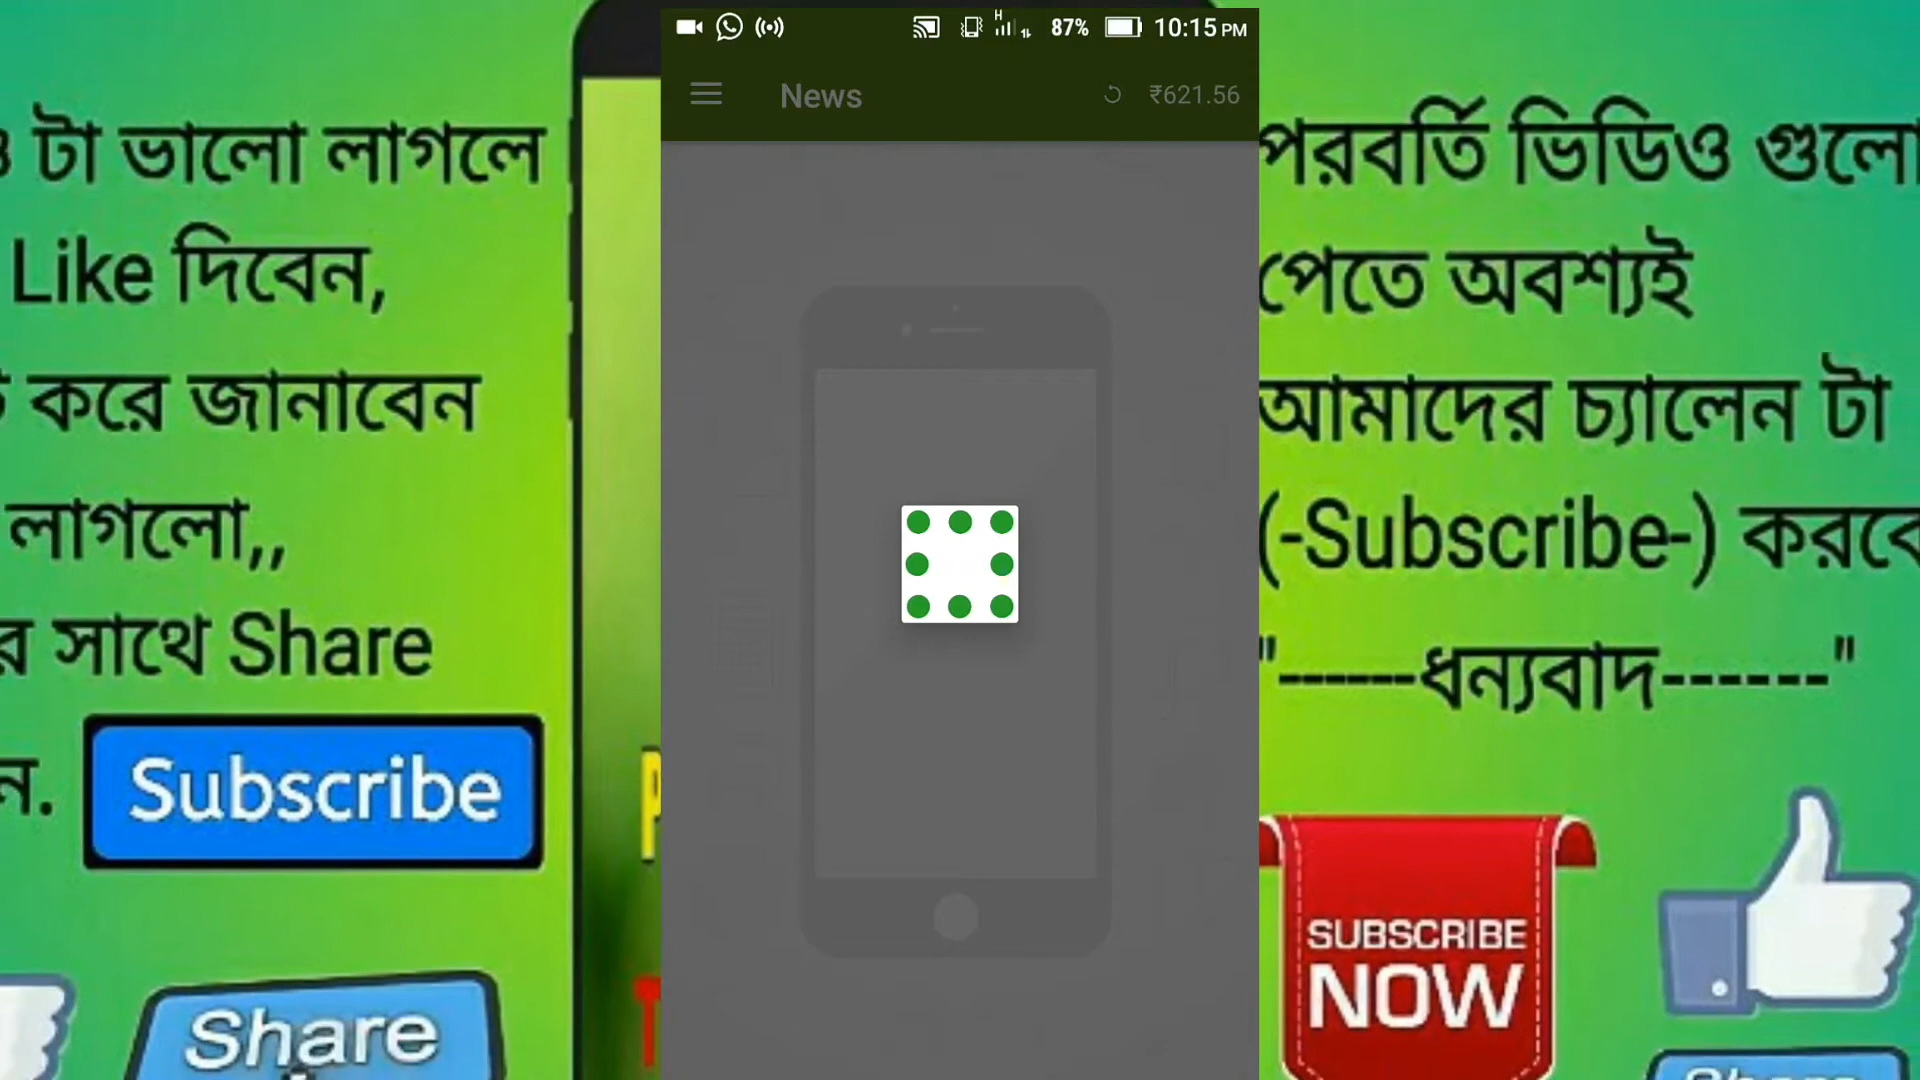 H
87%
10:15 PM
News
₹621.56
টা ভালো লাগলে
Like দিবেন,
করে জানাবেন
লাগলো,,
সাথে Share
Subscribe
Share
পরবর্তি ভিডিও গুলো
পেতে অবশ্যই
আমাদের চ্যালেন টা
(-Subscribe-)
"------ধন্যবাদ------"
SUBSCRIBE
NOW